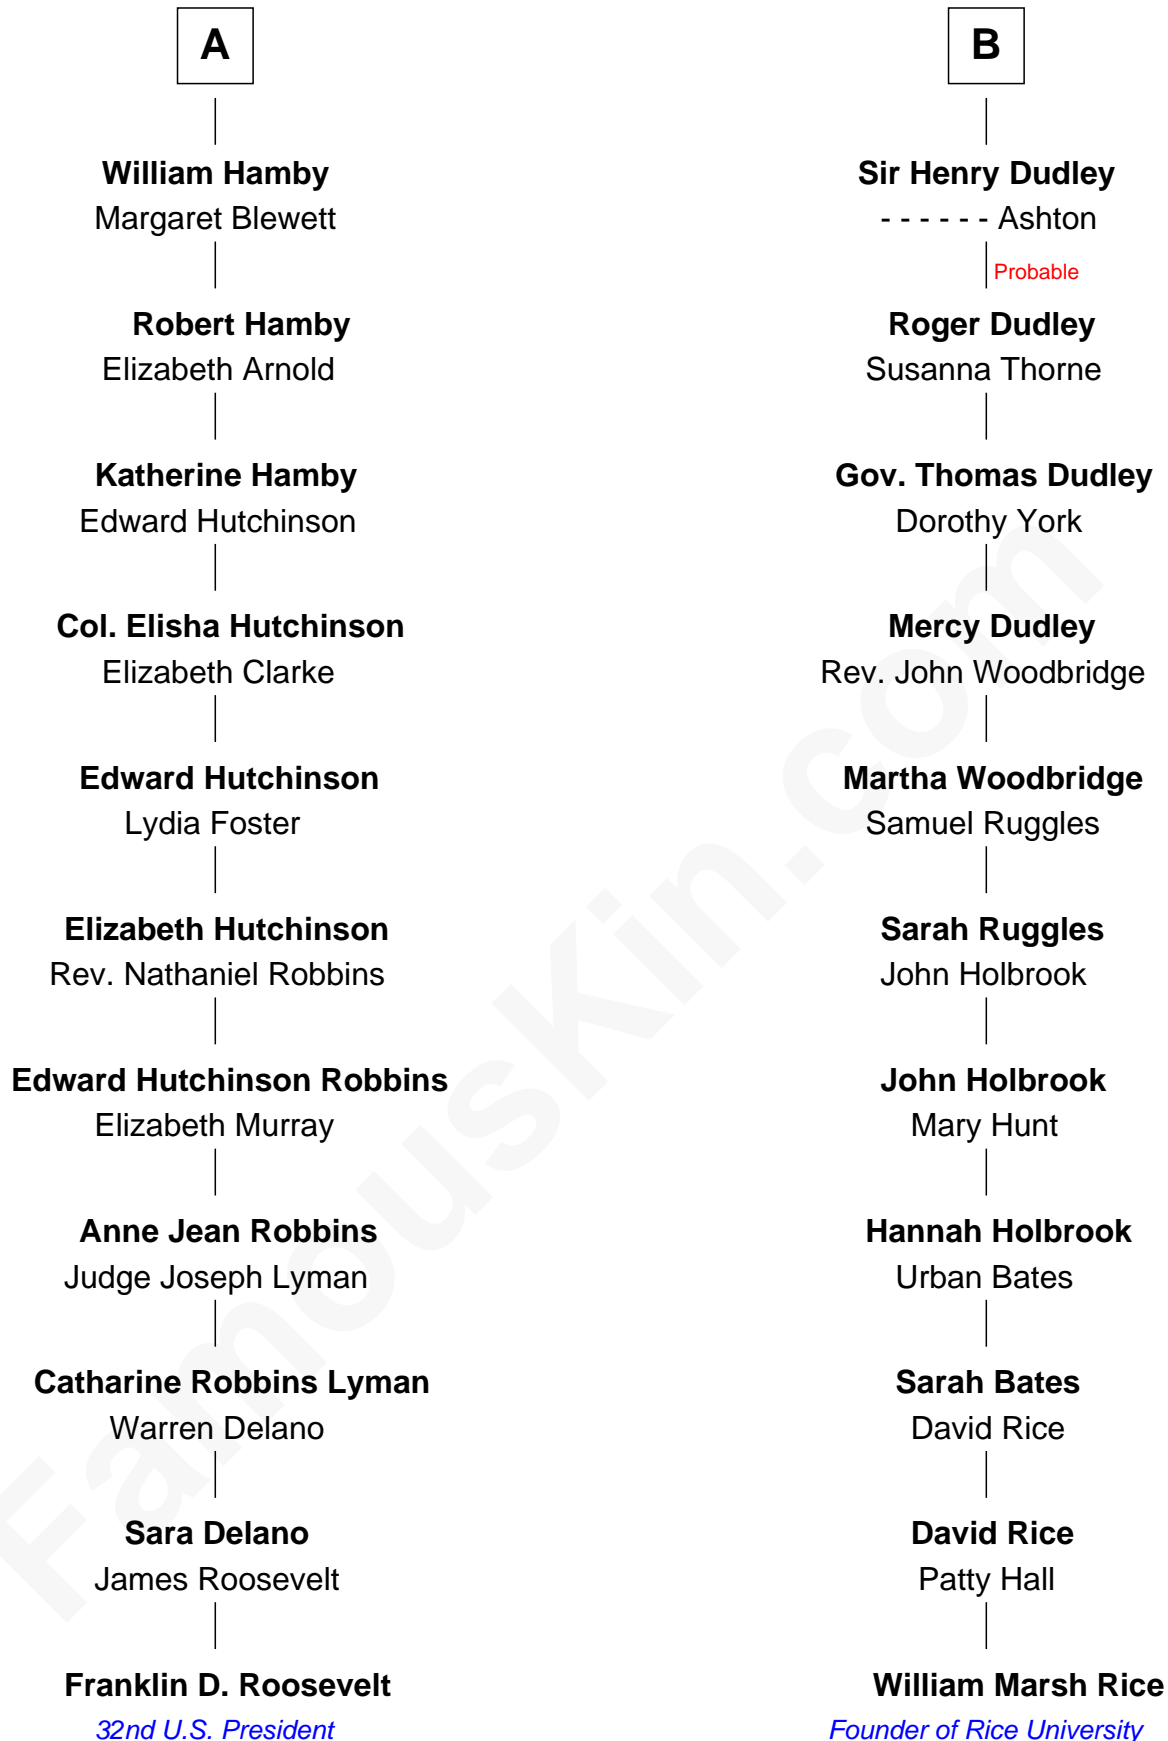 A
William Hamby
Margaret Blewett
Robert Hamby
Elizabeth Arnold
Katherine Hamby
Edward Hutchinson
Col. Elisha Hutchinson
Elizabeth Clarke
Edward Hutchinson
Lydia Foster
Elizabeth Hutchinson
Rev. Nathaniel Robbins
Edward Hutchinson Robbins
Elizabeth Murray
Anne Jean Robbins
Judge Joseph Lyman
Catharine Robbins Lyman
Warren Delano
Sara Delano
James Roosevelt
Franklin D. Roosevelt
32nd U.S. President
B
Sir Henry Dudley
- - - - - - Ashton
Probable
Roger Dudley
Susanna Thorne
Gov. Thomas Dudley
Dorothy York
Mercy Dudley
Rev. John Woodbridge
Martha Woodbridge
Samuel Ruggles
Sarah Ruggles
John Holbrook
John Holbrook
Mary Hunt
Hannah Holbrook
Urban Bates
Sarah Bates
David Rice
David Rice
Patty Hall
William Marsh Rice
Founder of Rice University
FamousKin.com